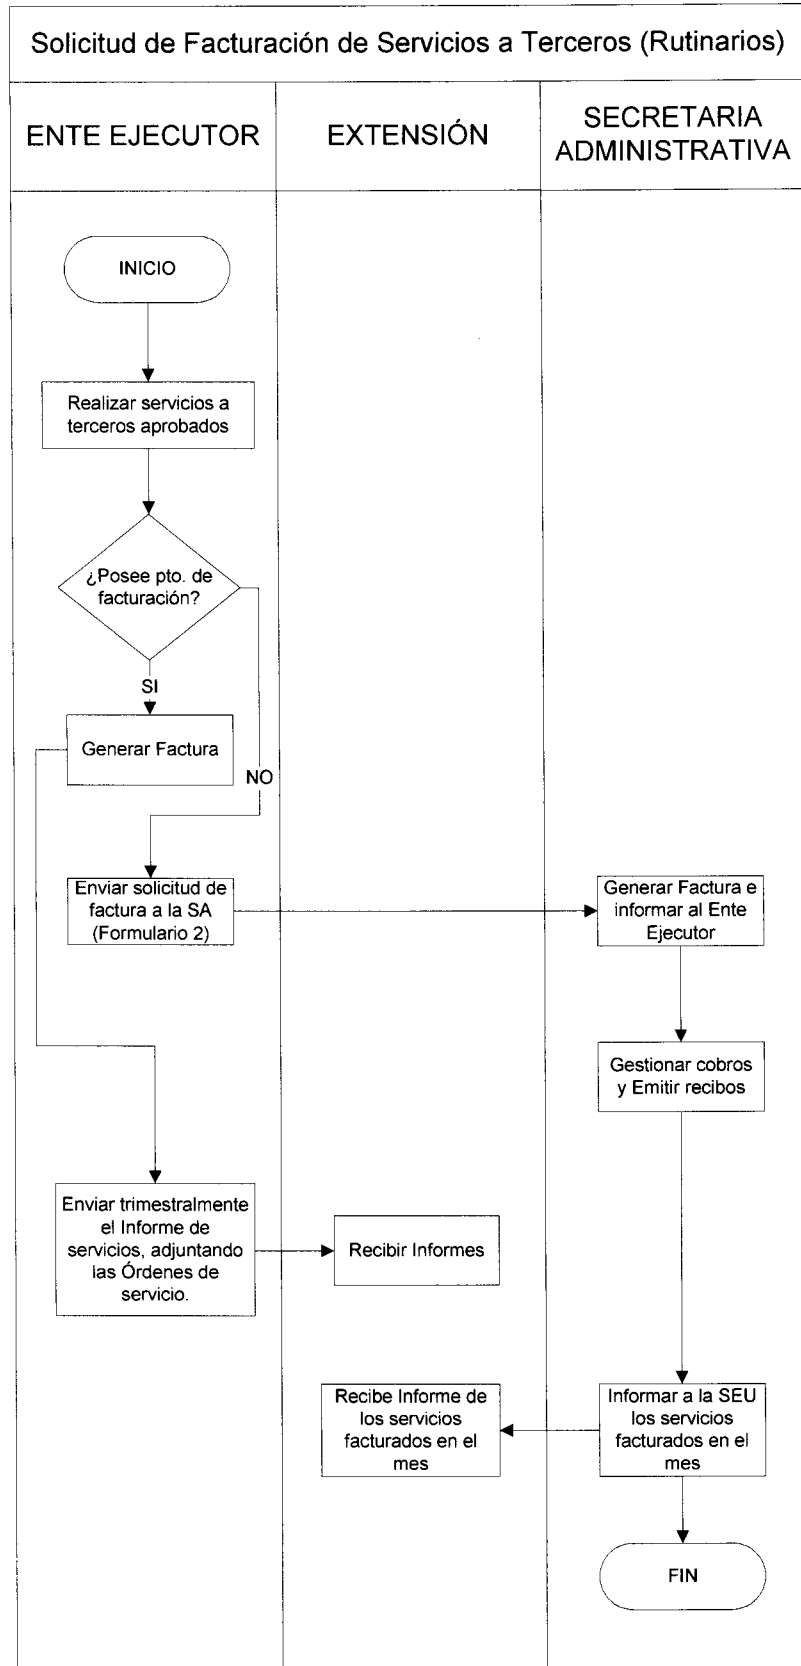 Solicitud de Facturación de Servicios a Terceros (Rutinarios)
ENTE EJECUTOR
EXTENSIÓN
SECRETARIA
ADMINISTRATIVA
INICIO
Realizar servicios a
terceros aprobados
¿Posee pto. de
facturación?
SI
Generar Factura
NO
Enviar solicitud de
factura a la SA
(Formulario 2)
Generar Factura e
informar al Ente
Ejecutor
Gestionar cobros
y Emitir recibos
Enviar trimestralmente
el Informe de
servicios, adjuntando
las Órdenes de
servicio.
Recibir Informes
Recibe Informe de
los servicios
facturados en el
mes
Informar a la SEU
los servicios
facturados en el
mes
FIN